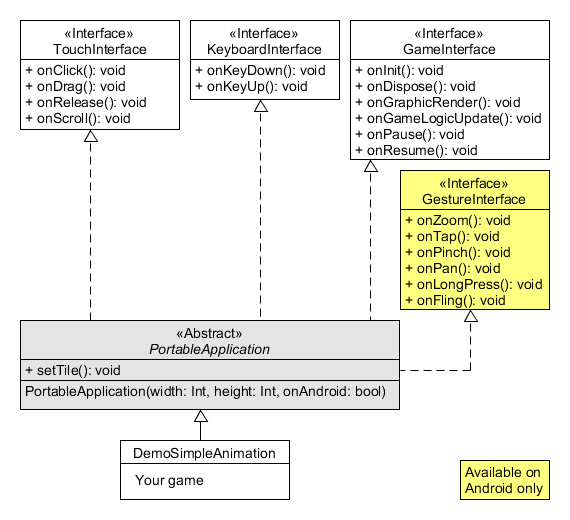 «Interface»
TouchInterface
+ onClick(): void
+ onDrag(): void
+ onRelease(): void
+ onScroll(): void
«Interface»
KeyboardInterface
+ onKeyDown(): void
+ onKeyUp(): void
«Interface»
GameInterface
+ onInit(): void
+ onDispose(): void
+ onGraphicRender(): void
+ onGameLogicUpdate(): void
+ onPause(): void
+ onResume(): void
«Interface»
GestureInterface
+ onZoom(): void
+ onTap(): void
+ onPinch(): void
+ onPan(): void
+ onLongPress(): void
+ onFling(): void
«Abstract»
PortableApplication
+ setTile(): void
PortableApplication(width: Int, height: Int, onAndroid: bool)
DemoSimpleAnimation
Your game
Available on
Android only